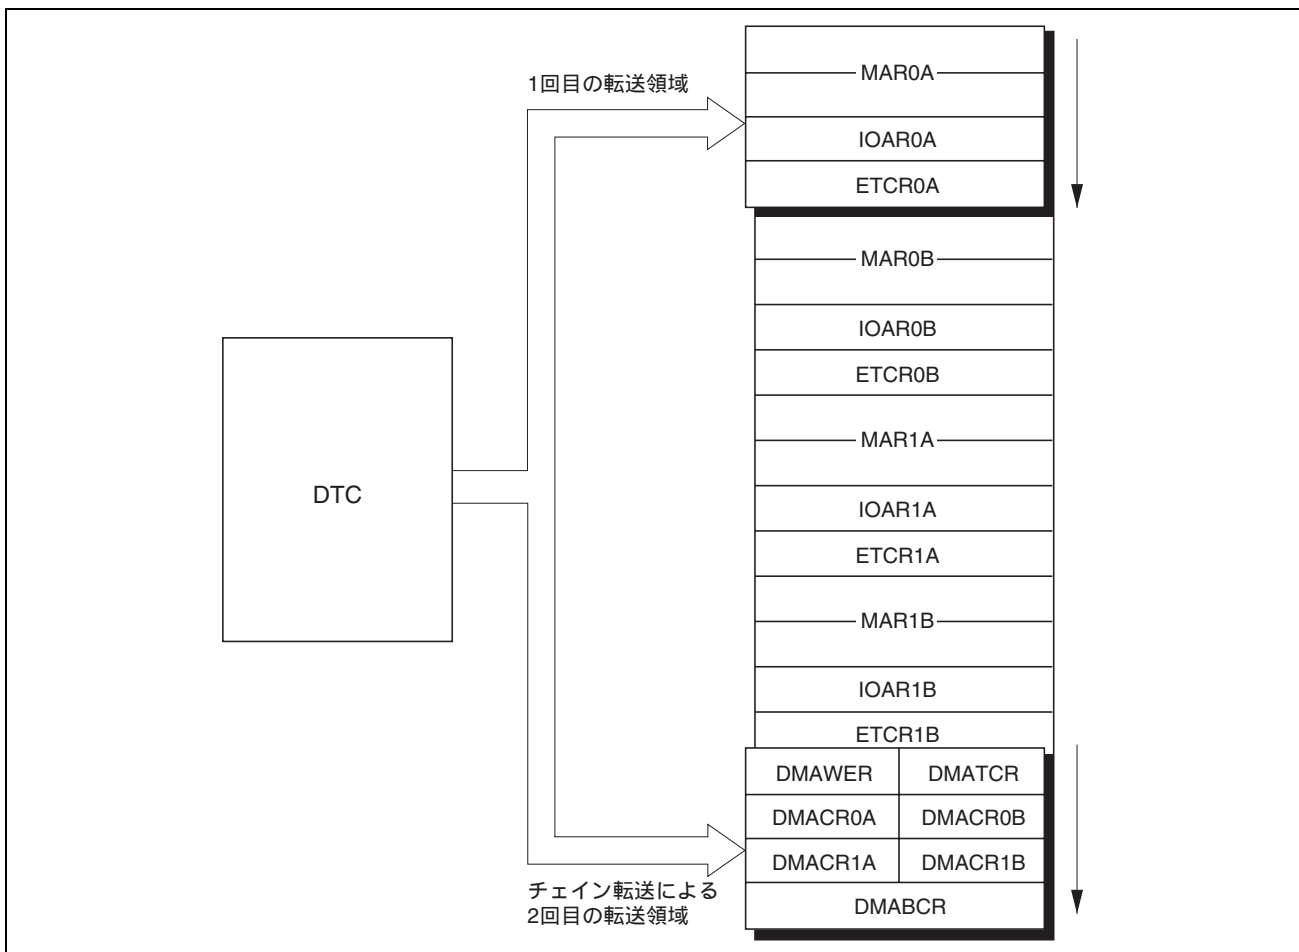 1回目の転送領域
MAR0A
IOAR0A
ETCR0A
MAR0B
IOAR0B
ETCR0B
DTC
MAR1A
IOAR1A
ETCR1A
MAR1B
IOAR1B
ETCR1B
DMAWER DMATCR
DMACR0A DMACR0B
DMACR1A DMACR1B
DMABCR
チェイン転送による
2回目の転送領域